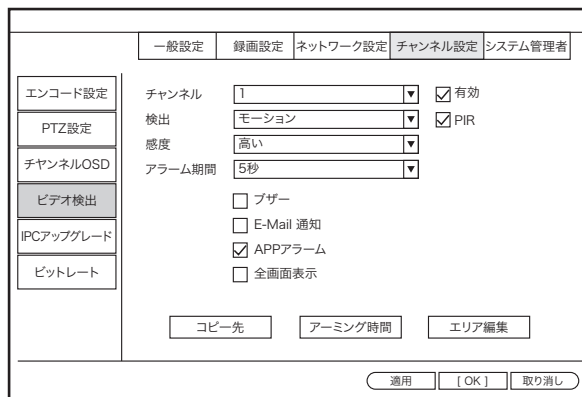 一般設定 録画設定 ネットワーク設定 チャンネル設定 システム管理者
エンコード設定
PTZ設定
チヤンネルOSD
ビデオ検出
IPCアップグレード
ビットレート
チャンネル 1 有効
検出 モーション PIR
感度 高い
アラーム期間 5秒
ブザー
E-Mail 通知
APPアラーム
全画面表示
コピー先 アーミング時間 エリア編集
適用 [ OK ] 取り消し